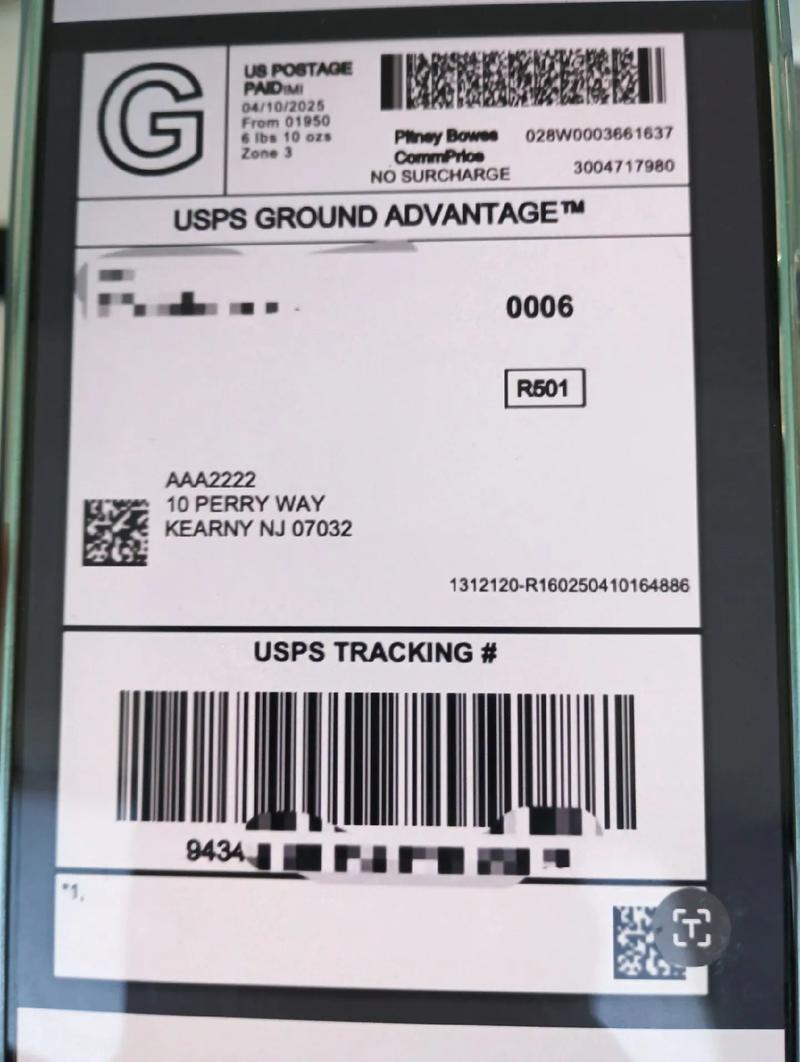 G
US POSTAGE
PAID IMI
04/10/2025
From 01950
6 lbs 10 ozs
Zone 3
Pitney Bowes
CommPrice
NO SURCHARGE
028W0003661637
3004717980
USPS GROUND ADVANTAGE™
0006
R501
AAA2222
10 PERRY WAY
KEARNY NJ 07032
1312120-R160250410164886
USPS TRACKING #
9434
*1,
T